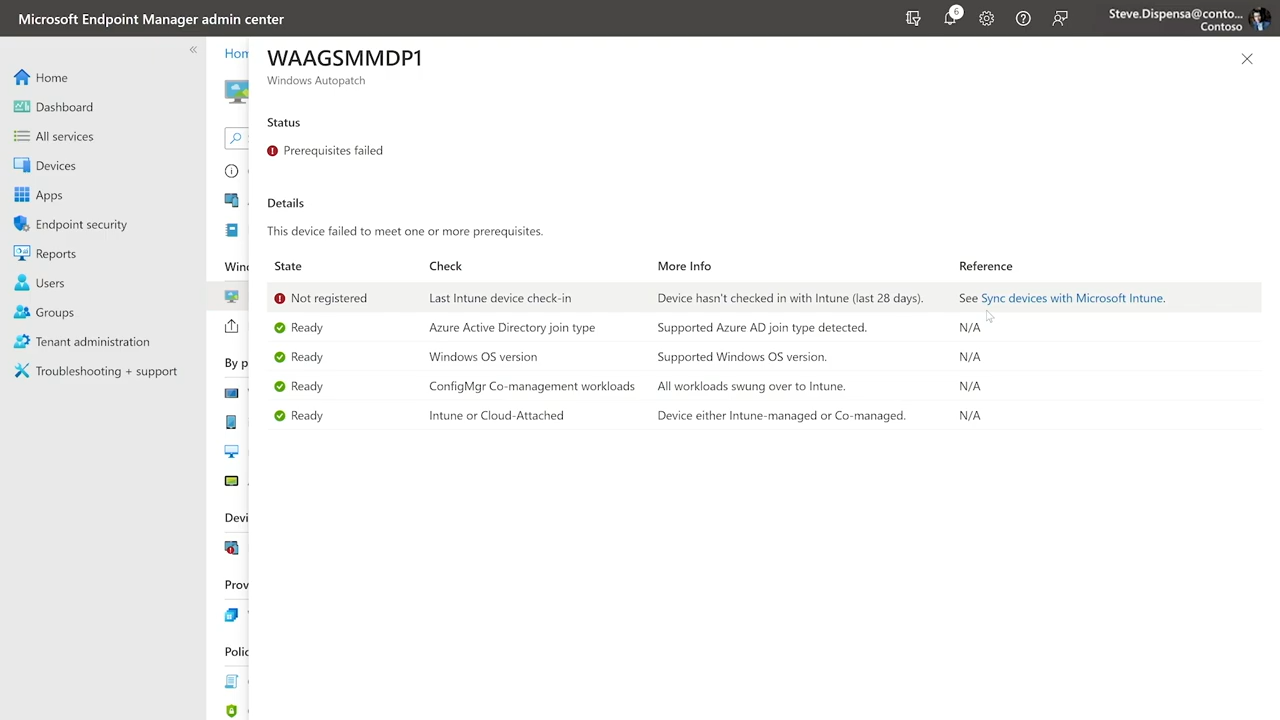 Microsoft Endpoint Manager admin center
6
Steve.Dispensa@conto...
Contoso
«
Home
Dashboard
All services
Devices
Apps
Endpoint security
Reports
Users
Groups
Tenant administration
Troubleshooting + support
Hom
Wind
By p
Devi
Prov
Polic
WAAGSMMDP1
Windows Autopatch
Status
Prerequisites failed
Details
This device failed to meet one or more prerequisites.
State Check More Info Reference
Not registered Last Intune device check-in Device hasn't checked in with Intune (last 28 days). See Sync devices with Microsoft Intune.
Ready Azure Active Directory join type Supported Azure AD join type detected. N/A
Ready Windows OS version Supported Windows OS version. N/A
Ready ConfigMgr Co-management workloads All workloads swung over to Intune. N/A
Ready Intune or Cloud-Attached Device either Intune-managed or Co-managed. N/A